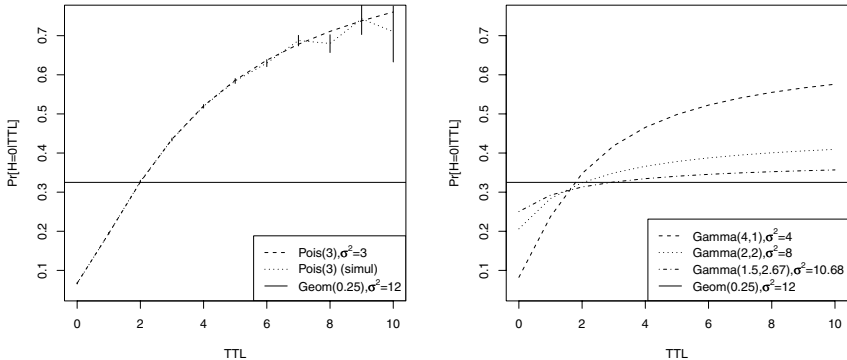 Pr[H=0|TTL]
0.7
0.6
0.5
0.4
0.3
0.2
0.1
0 2 4 6 8 10
TTL
Pois(3),σ²=3
Pois(3) (simul)
Geom(0.25),σ²=12
Pr[H=0|TTL]
0.7
0.6
0.5
0.4
0.3
0.2
0.1
0 2 4 6 8 10
TTL
Gamma(4,1),σ²=4
Gamma(2,2),σ²=8
Gamma(1.5,2.67),σ²=10.68
Geom(0.25),σ²=12